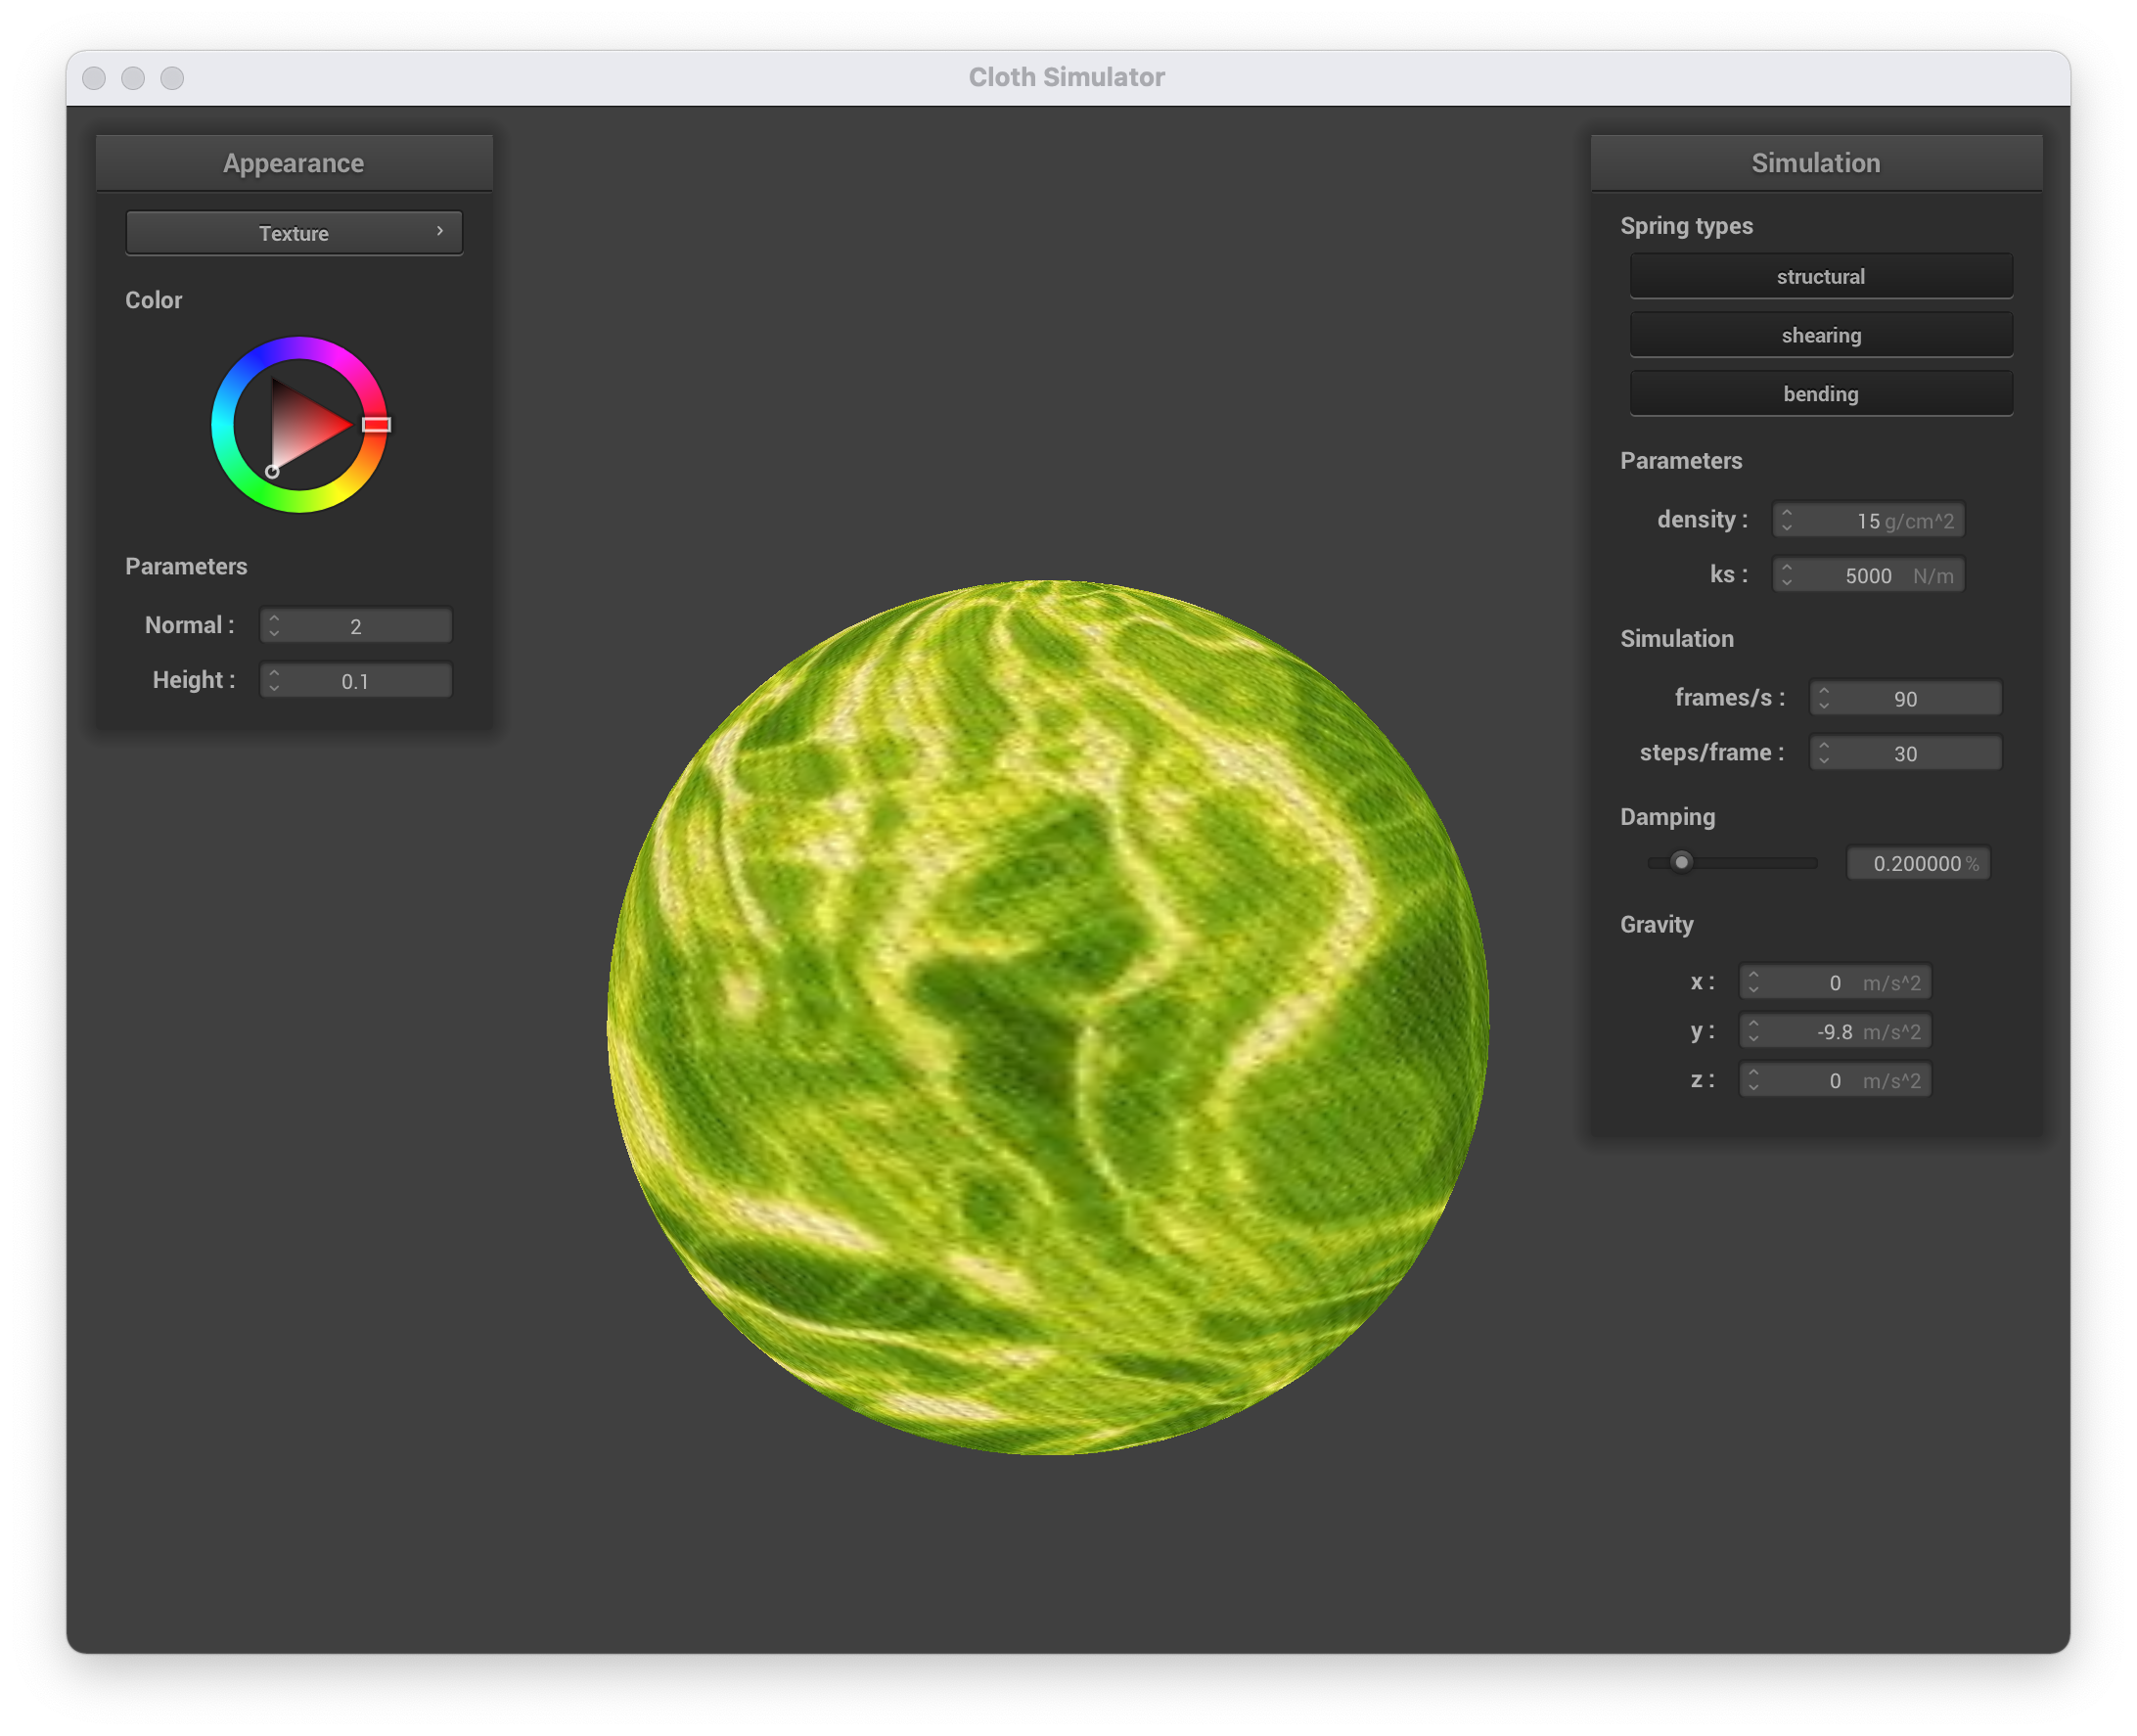 Cloth Simulator
Appearance
Texture
Color
Parameters
Normal : 2
Height : 0.1
Simulation
Spring types
structural
shearing
bending
Parameters
density : 15 g/cm^2
ks : 5000 N/m
Simulation
frames/s : 90
steps/frame : 30
Damping
0.200000 %
Gravity
x : 0 m/s^2
y : -9.8 m/s^2
z : 0 m/s^2